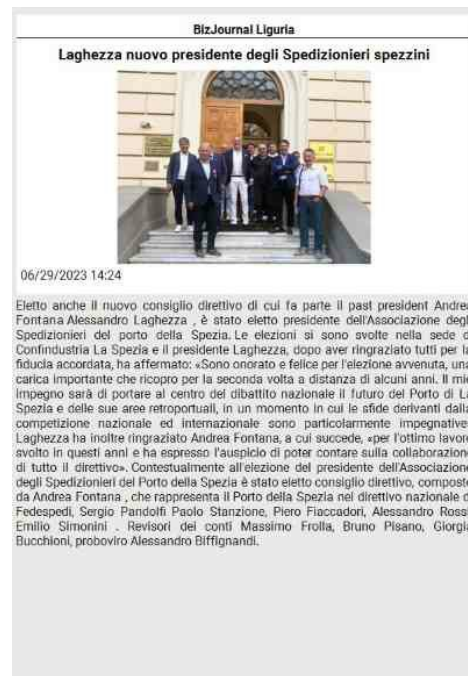 BizJournal Liguria
Laghezza nuovo presidente degli Spedizionieri spezzini
06/29/2023 14:24
Eletto anche il nuovo consiglio direttivo di cui fa parte il past president Andrea
Fontana Alessandro Laghezza , è stato eletto presidente dell'Associazione degl
Spedizionieri del porto della Spezia. Le elezioni si sono svolte nella sede d
Confindustria La Spezia e il presidente Laghezza, dopo aver ringraziato tutti per la
fiducia accordata, ha affermato: «Sono onorato e felice per l'elezione avvenuta, una
carica importante che ricopro per la seconda volta a distanza di alcuni anni. Il mi
impegno sarà di portare al centro del dibattito nazionale il futuro del Porto di La
Spezia e delle sue aree retroportuali, in un momento in cui le sfide derivanti dalla
competizione nazionale ed internazionale sono particolarmente impegnative
Laghezza ha inoltre ringraziato Andrea Fontana, a cui succede, «per l'ottimo lavoro
svolto in questi anni e ha espresso l'auspicio di poter contare sulla collaborazione
di tutto il direttivo». Contestualmente all'elezione del presidente dell'Associazione
degli Spedizionieri del Porto della Spezia è stato eletto consiglio direttivo, composto
da Andrea Fontana , che rappresenta il Porto della Spezia nel direttivo nazionale d
Fedespedi, Sergio Pandolfi Paolo Stanzione, Piero Fiaccadori, Alessandro Rossi
Emilio Simonini . Revisori dei conti Massimo Frolla, Bruno Pisano, Giorgia
Bucchioni, proboviro Alessandro Biffignandi.